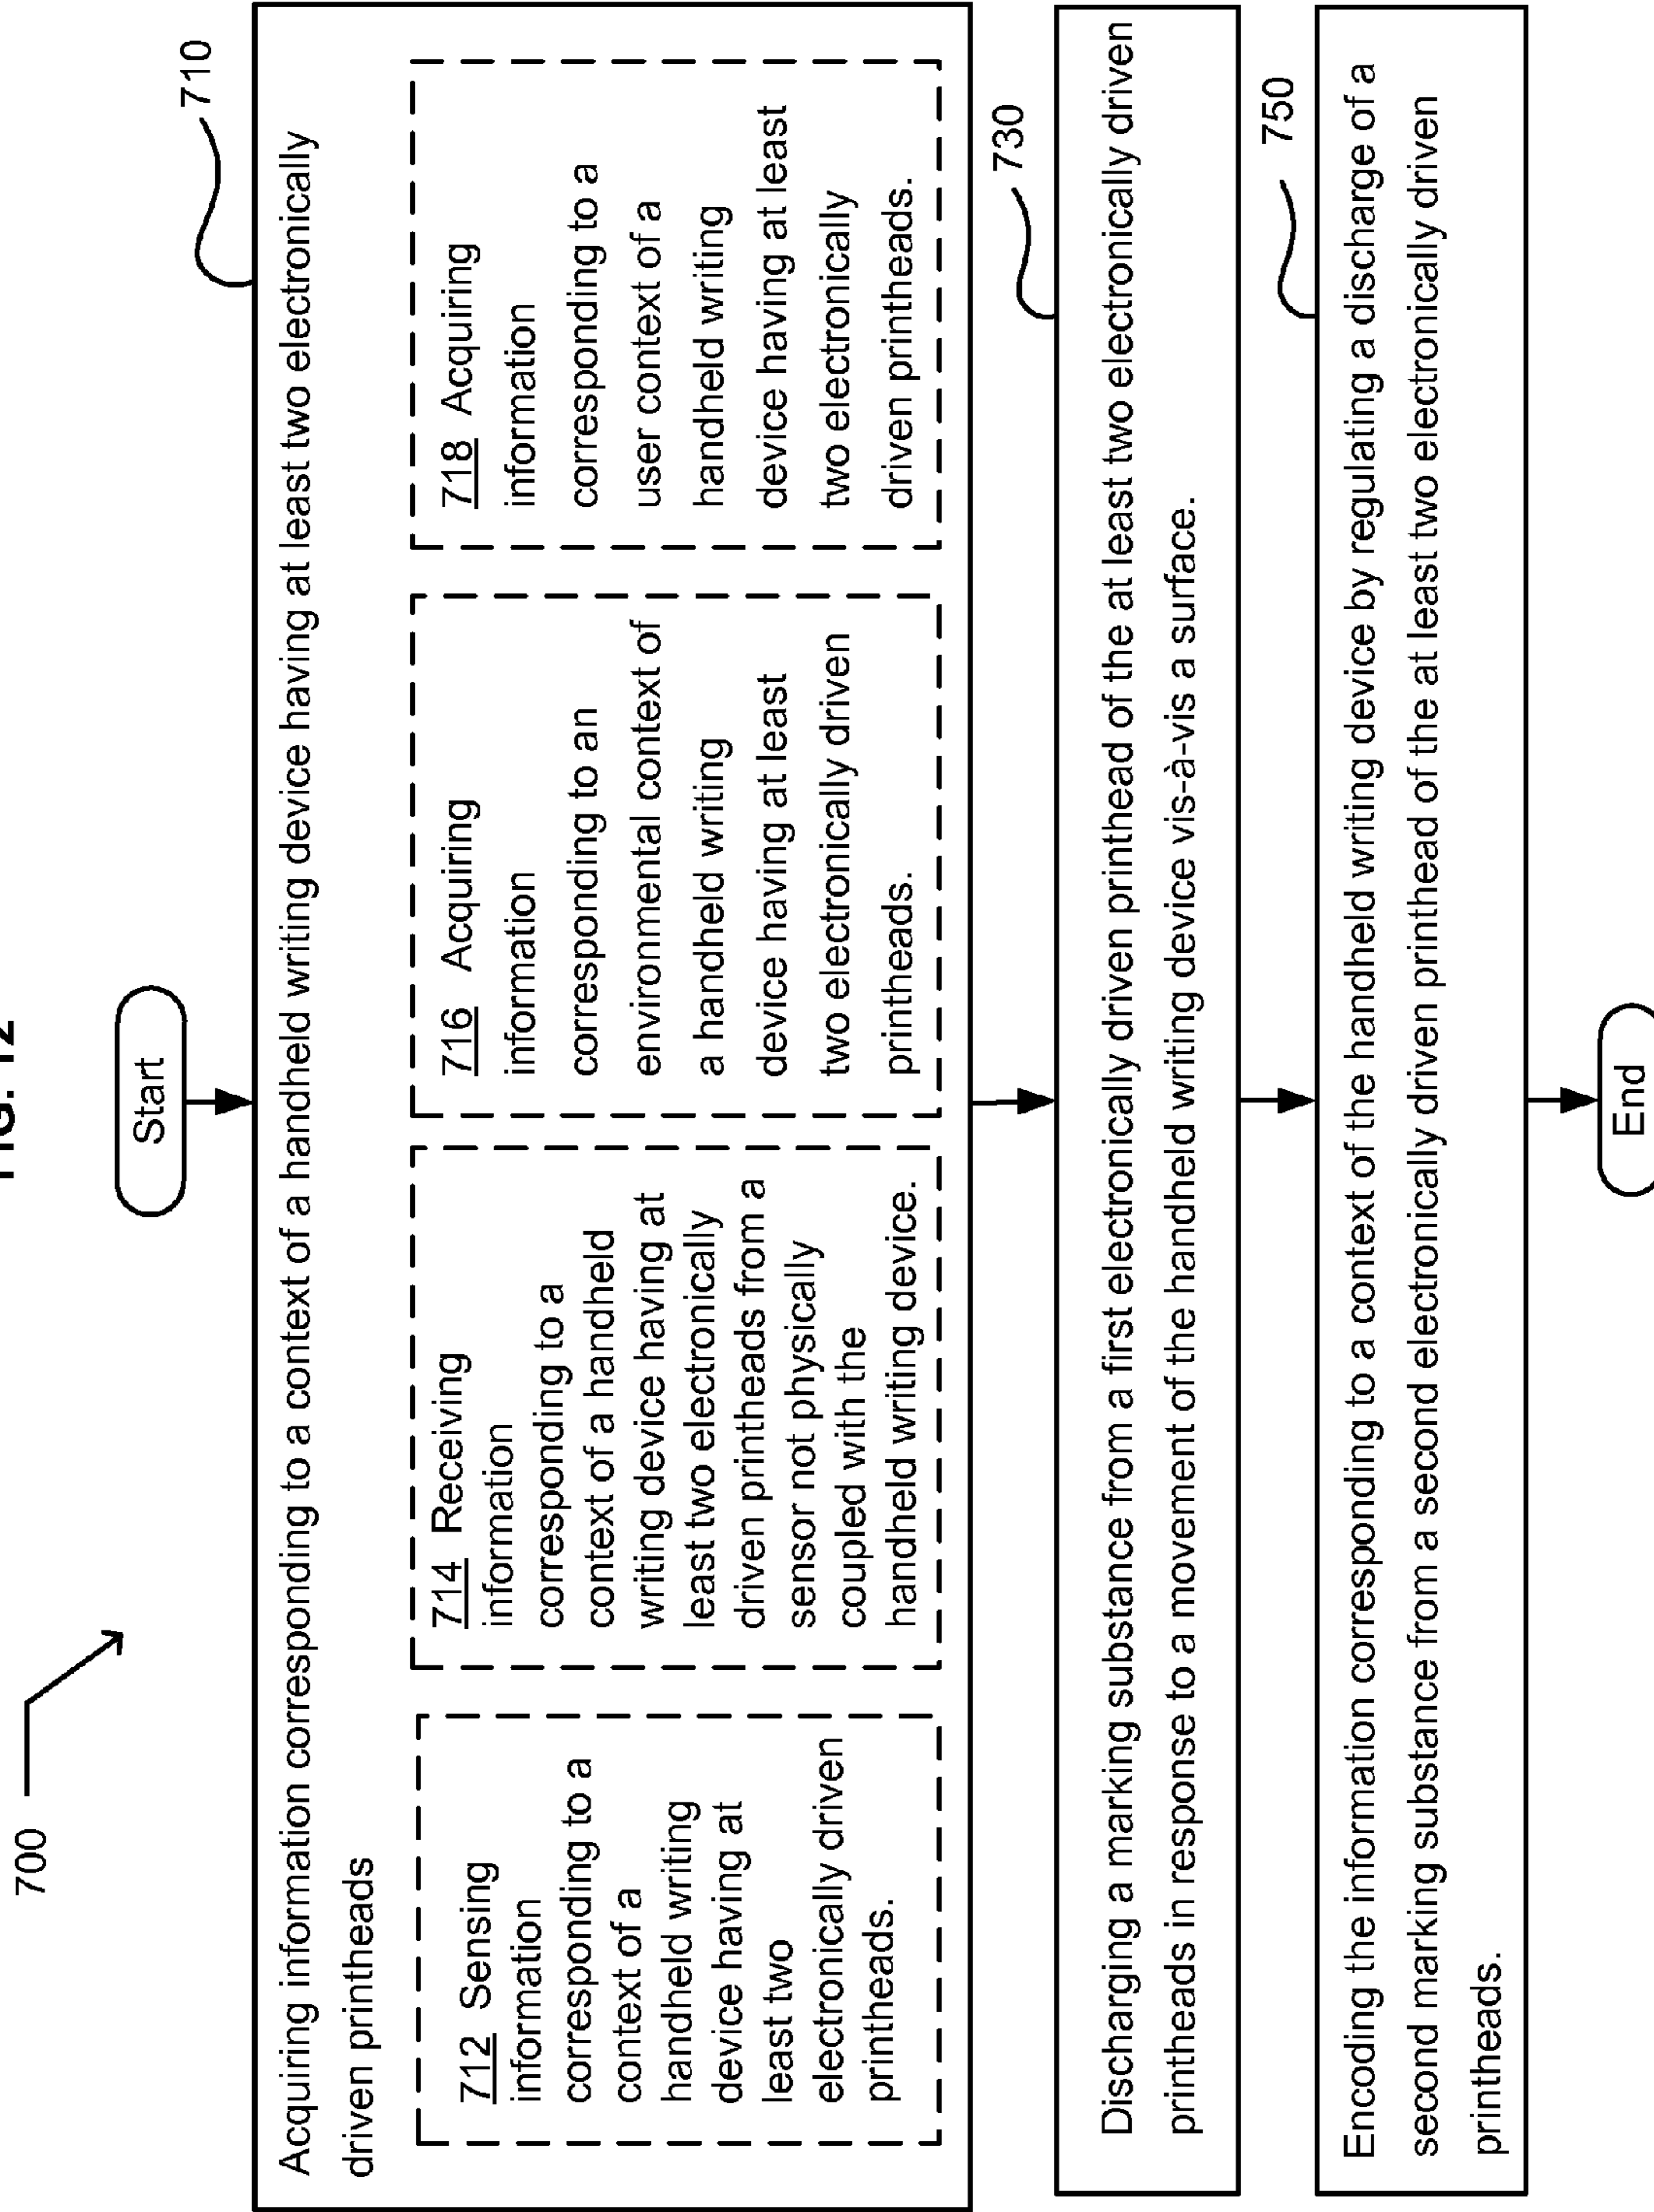 FIG. 12
700
Start
710
Acquiring information corresponding to a context of a handheld writing device having at least two electronically
driven printheads
712 Sensing
information
corresponding to a
context of a
handheld writing
device having at
least two
electronically driven
printheads.
714 Receiving
information
corresponding to a
context of a handheld
writing device having at
least two electronically
driven printheads from a
sensor not physically
coupled with the
handheld writing device.
716 Acquiring
information
corresponding to an
environmental context of
a handheld writing
device having at least
two electronically driven
printheads.
718 Acquiring
information
corresponding to a
user context of a
handheld writing
device having at least
two electronically
driven printheads.
730
Discharging a marking substance from a first electronically driven printhead of the at least two electronically driven
printheads in response to a movement of the handheld writing device vis-à-vis a surface.
750
Encoding the information corresponding to a context of the handheld writing device by regulating a discharge of a
second marking substance from a second electronically driven printhead of the at least two electronically driven
printheads.
End